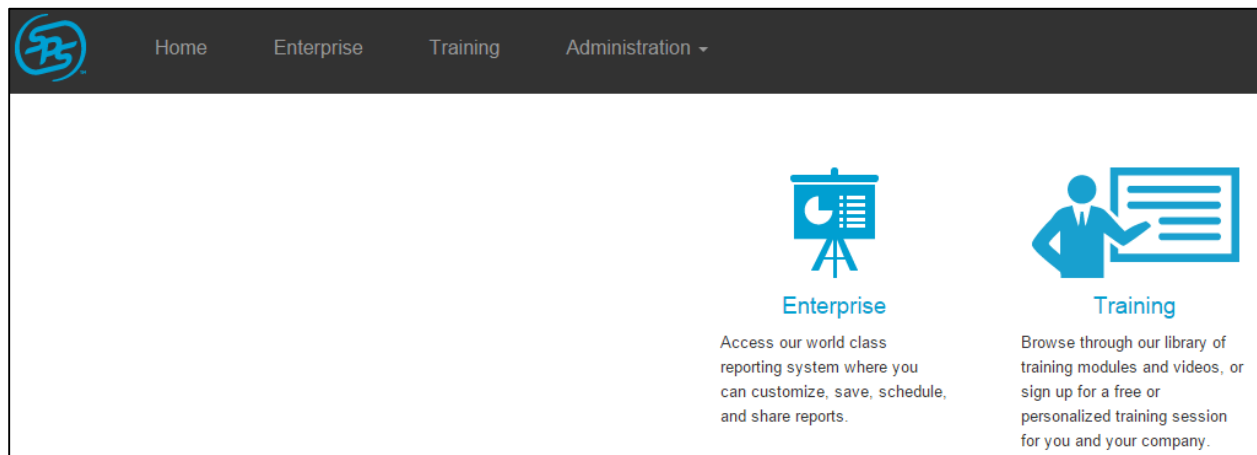 SPS
Home Enterprise Training Administration
Enterprise
Access our world class
reporting system where you
can customize, save, schedule,
and share reports.
Training
Browse through our library of
training modules and videos, or
sign up for a free or
personalized training session
for you and your company.